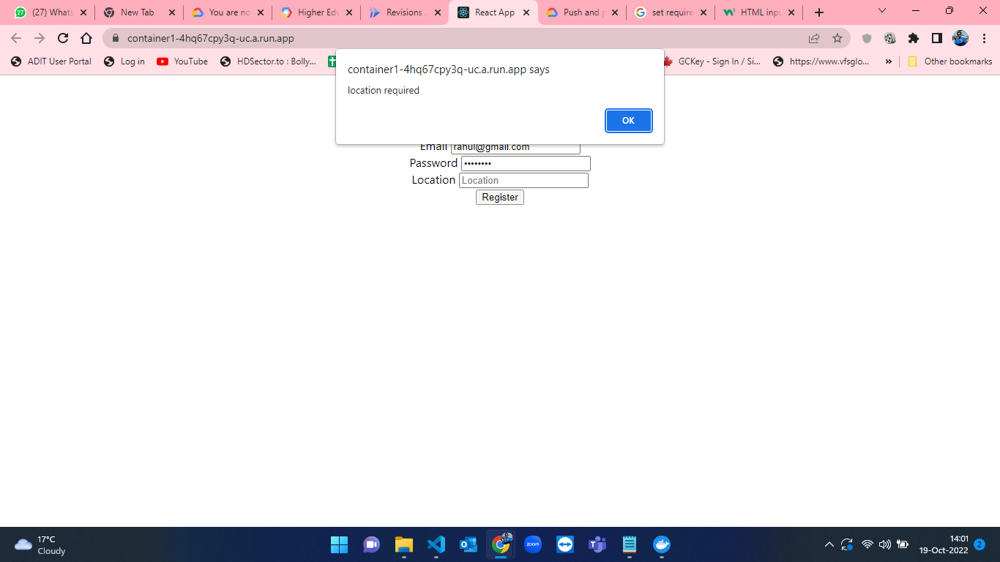 27 (27) Whats
New Tab
You are no
Higher Edu
Revisions
React App
Push and p
set require
HTML inpu
container1-4hq67cpy3q-uc.a.run.app
ADIT User Portal
Log in
YouTube
HDSector.to : Bolly...
GCKey - Sign In / Si...
https://www.vfsglo...
»
Other bookmarks
container1-4hq67cpy3q-uc.a.run.app says
location required
OK
Email rahul@gmail.com
Password ••••••••
Location Location
Register
17°C
Cloudy
zoom
14:01
19-Oct-2022
2